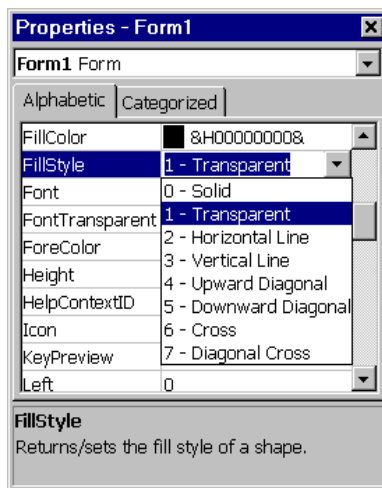 Properties - Form1
Form1 Form
Alphabetic Categorized
FillColor &H00000000&
FillStyle 1 - Transparent
Font 0 - Solid
FontTransparent 1 - Transparent
ForeColor 2 - Horizontal Line
3 - Vertical Line
Height 4 - Upward Diagonal
HelpContextID 5 - Downward Diagonal
Icon 6 - Cross
KeyPreview 7 - Diagonal Cross
Left 0
FillStyle
Returns/sets the fill style of a shape.